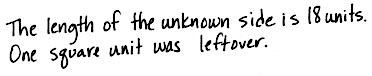 The length of the unknown side is 18 units.
One square unit was leftover.